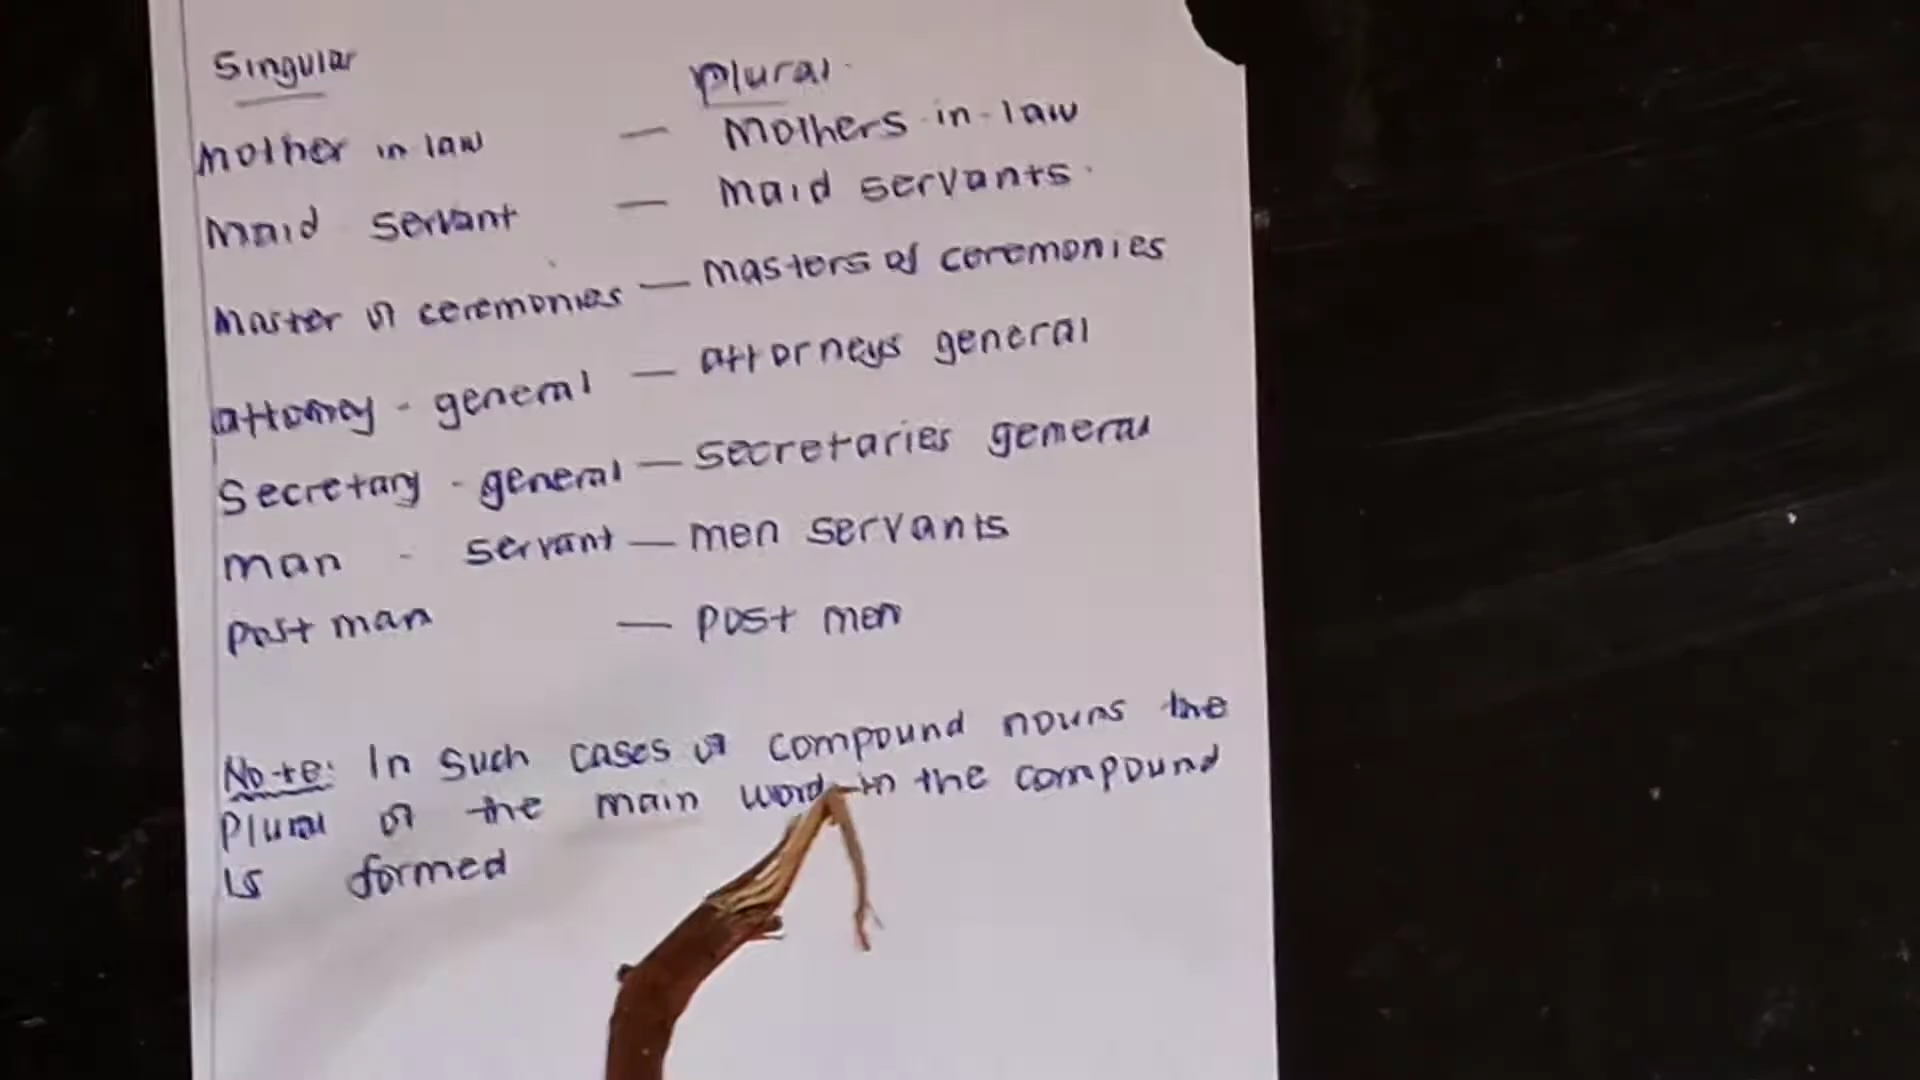 Singular Plural
Mother in law — Mothers-in-law
Maid servant — Maid servants.
Master of ceremonies — masters of ceremonies
attorney - general — attorneys general
Secretary - general — secretaries general
man - servant — men servants
post man — post men
Note: In such cases of compound nouns the
Plural of the main word in the compound
is formed